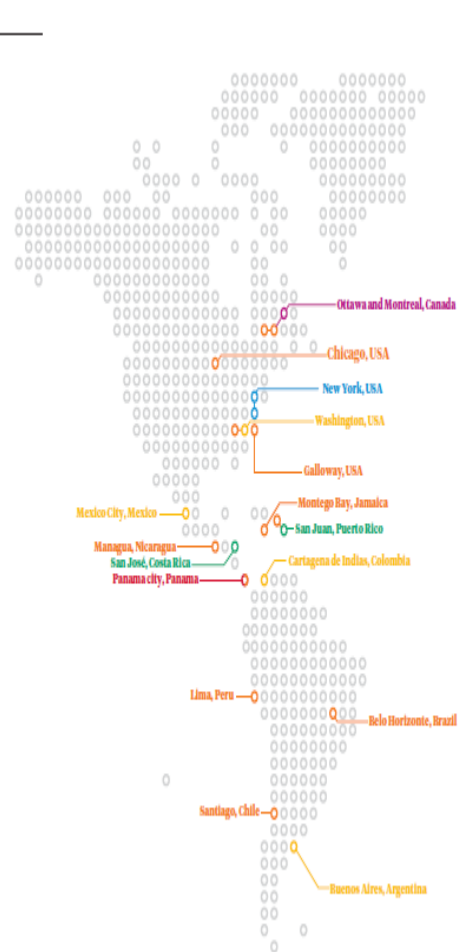 Ottawa and Montreal, Canada
Chicago, USA
New York, USA
Washington, USA
Galloway, USA
Montego Bay, Jamaica
Mexico City, Mexico
San Juan, Puerto Rico
Managua, Nicaragua
San José, Costa Rica
Cartagena de Indias, Colombia
Panama city, Panama
Lima, Peru
Belo Horizonte, Brazil
Santiago, Chile
Buenos Aires, Argentina